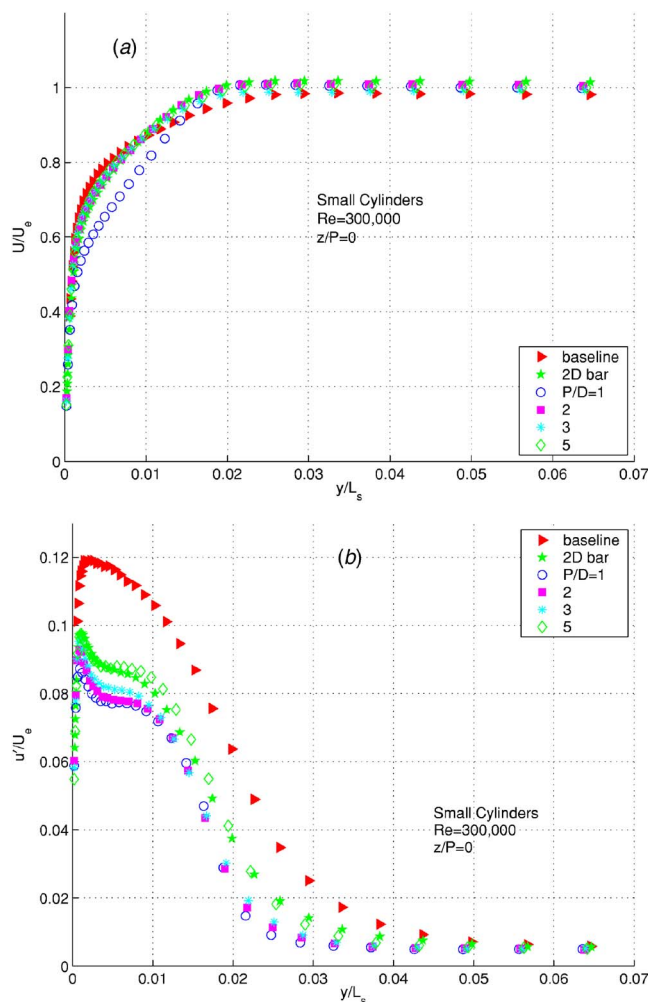 (a)
1
0.8
0.6
0.4
0.2
0
U/Ue
Small Cylinders
Re=300,000
z/P=0
baseline
2D bar
P/D=1
2
3
5
0 0.01 0.02 0.03 0.04 0.05 0.06 0.07
y/Ls
(b)
0.12
0.1
0.08
0.06
0.04
0.02
0
u'/Ue
baseline
2D bar
P/D=1
2
3
5
Small Cylinders
Re=300,000
z/P=0
0 0.01 0.02 0.03 0.04 0.05 0.06 0.07
y/Ls